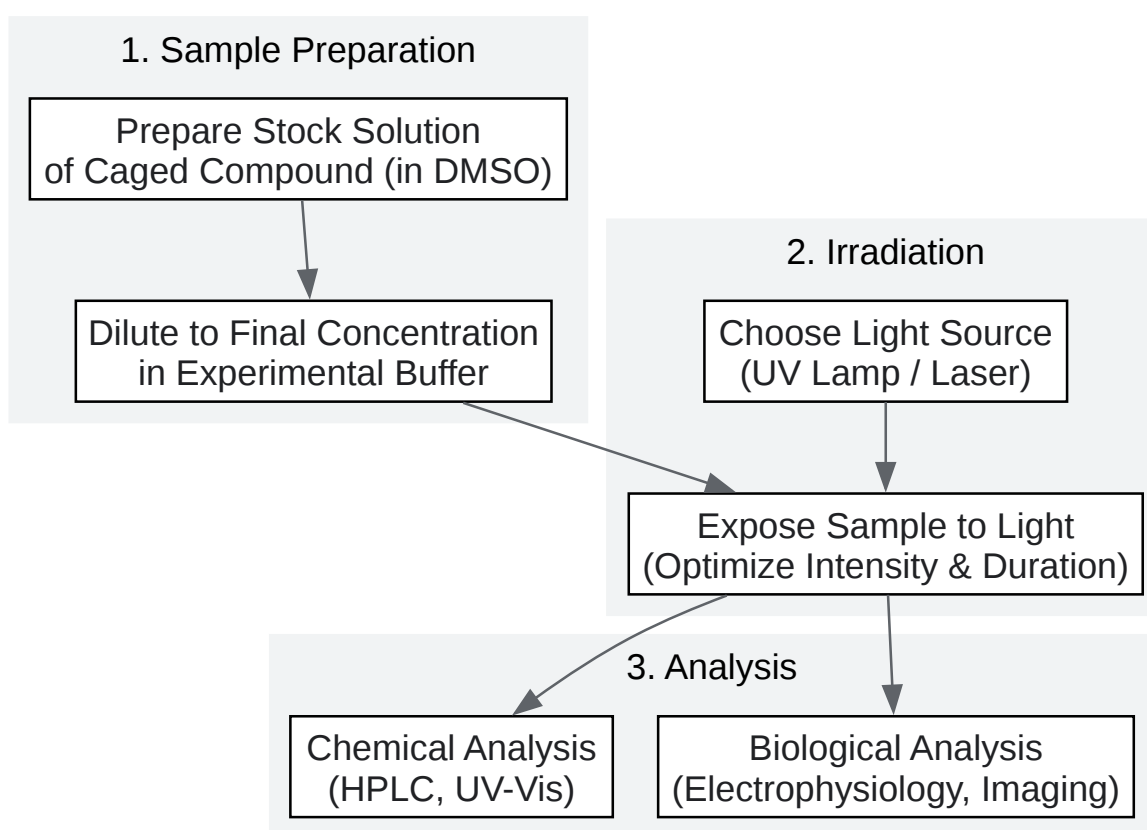 1. Sample Preparation
Prepare Stock Solution
of Caged Compound (in DMSO)
Dilute to Final Concentration
in Experimental Buffer
2. Irradiation
Choose Light Source
(UV Lamp / Laser)
Expose Sample to Light
(Optimize Intensity & Duration)
3. Analysis
Chemical Analysis
(HPLC, UV-Vis)
Biological Analysis
(Electrophysiology, Imaging)